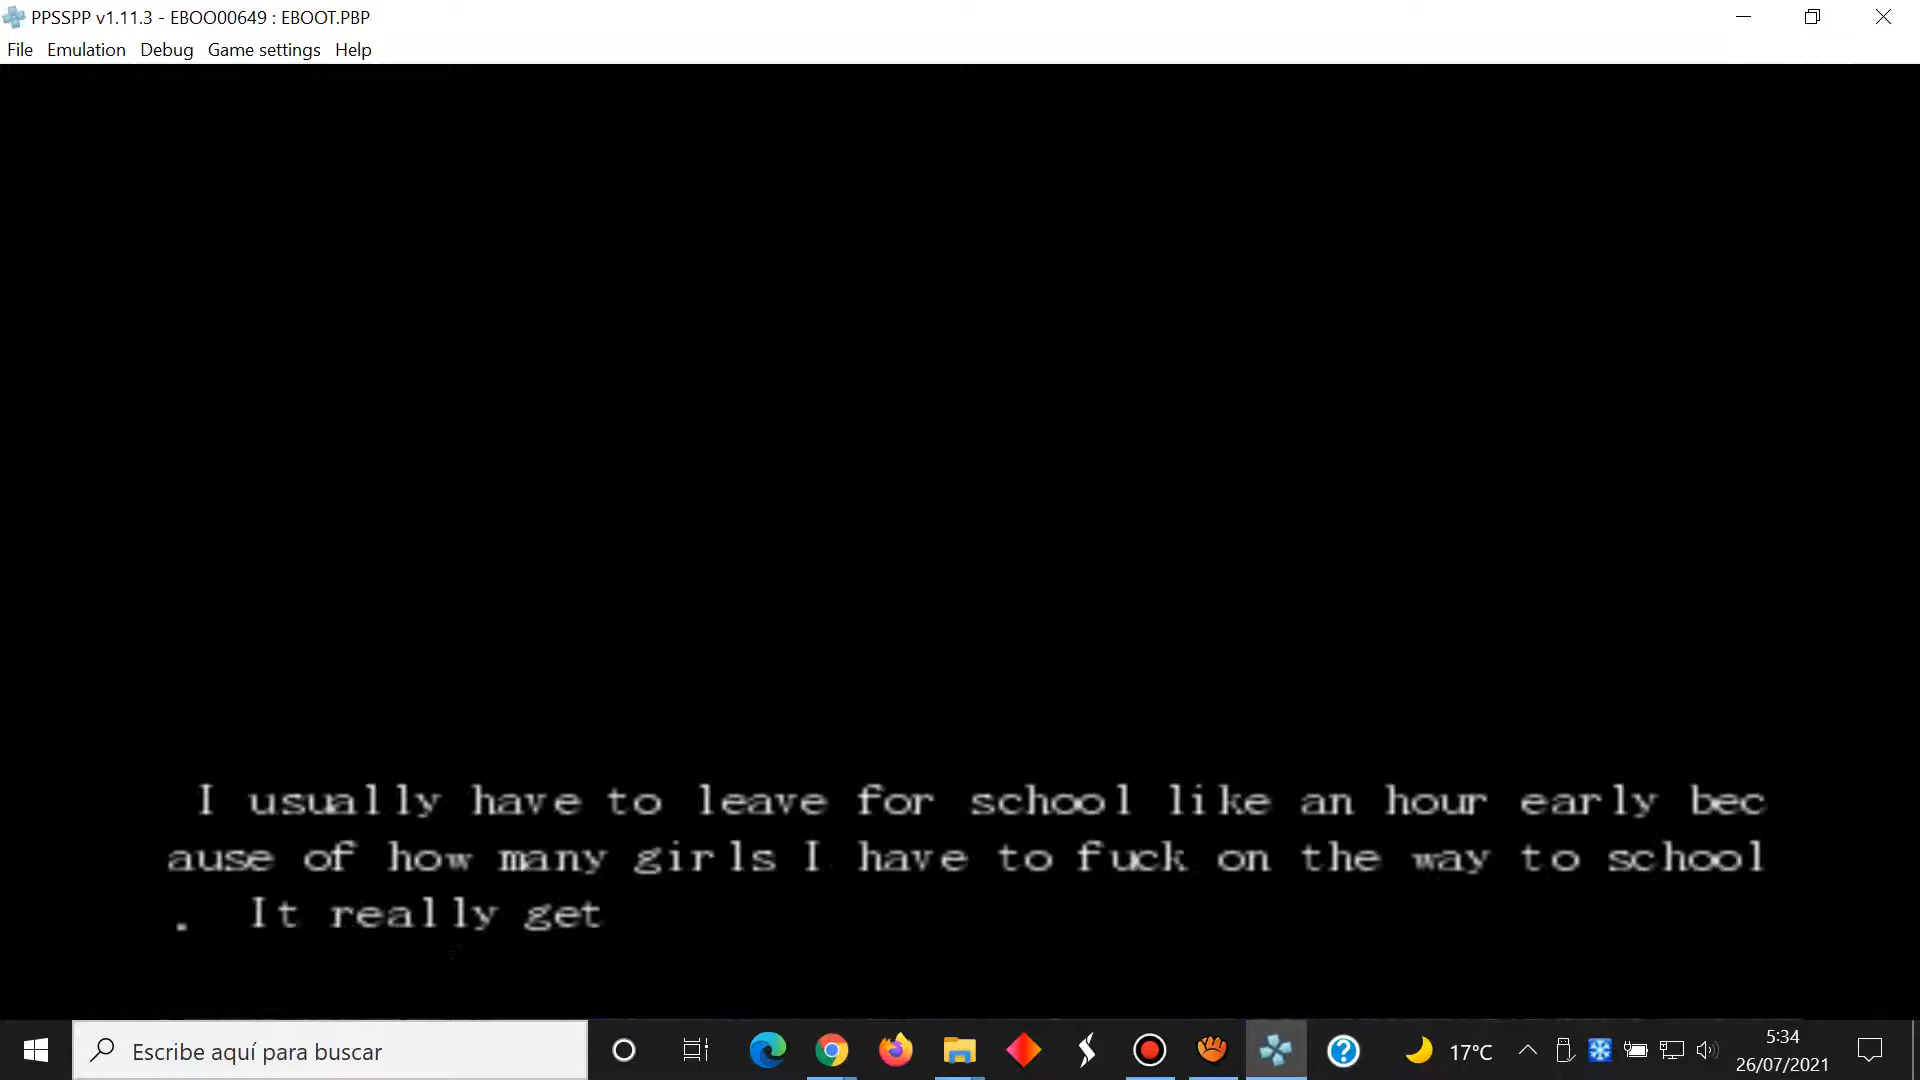 PPSSPP v1.11.3 - EBOO00649 : EBOOT.PBP
File Emulation Debug Game settings Help
I usually have to leave for school like an hour early bec
ause of how many girls I have to fuck on the way to school
. It really get
Escribe aquí para buscar
17°C
5:34
26/07/2021